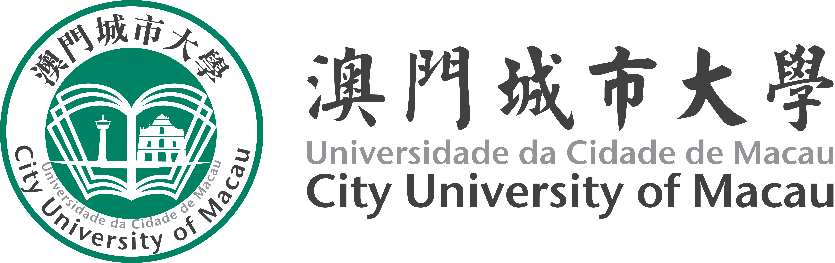 澳門城市大學
Universidade da Cidade de Macau
City University of Macau
澳門城市大學
Universidade da Cidade de Macau
City University of Macau